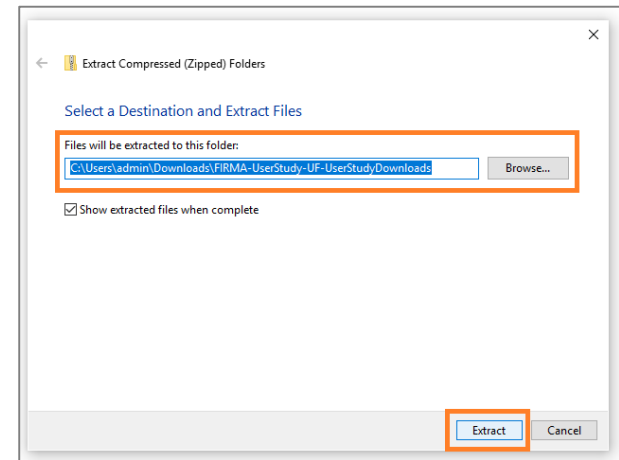 Extract Compressed (Zipped) Folders
Select a Destination and Extract Files
Files will be extracted to this folder:
C:\Users\admin\Downloads\FIRMA-UserStudy-UF-UserStudyDownloads Browse...
Show extracted files when complete
Extract Cancel